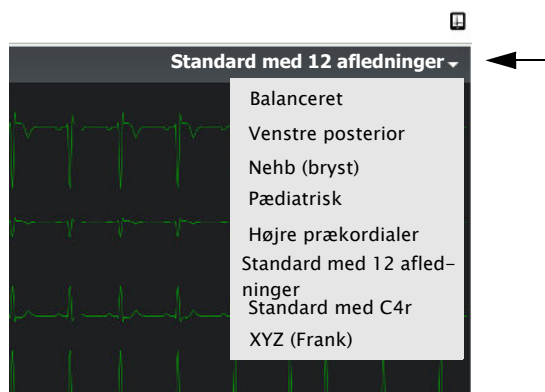 Standard med 12 afledninger
Balanceret
Venstre posterior
Nehb (bryst)
Pædiatrisk
Højre prækordialer
Standard med 12 afled-
ninger
Standard med C4r
XYZ (Frank)